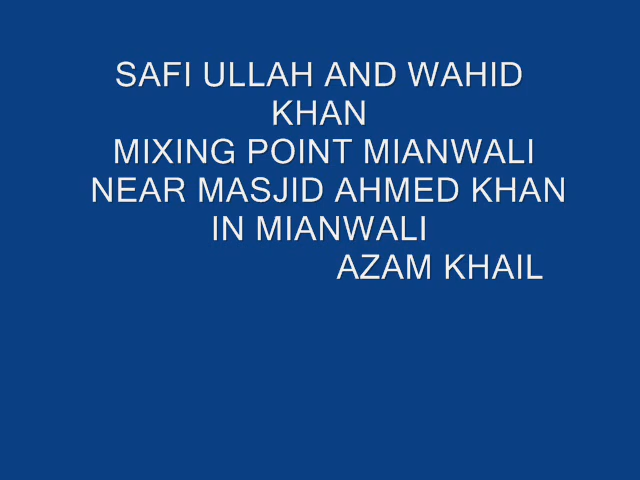 SAFI ULLAH AND WAHID
KHAN
MIXING POINT MIANWALI
NEAR MASJID AHMED KHAN
IN MIANWALI
AZAM KHAIL